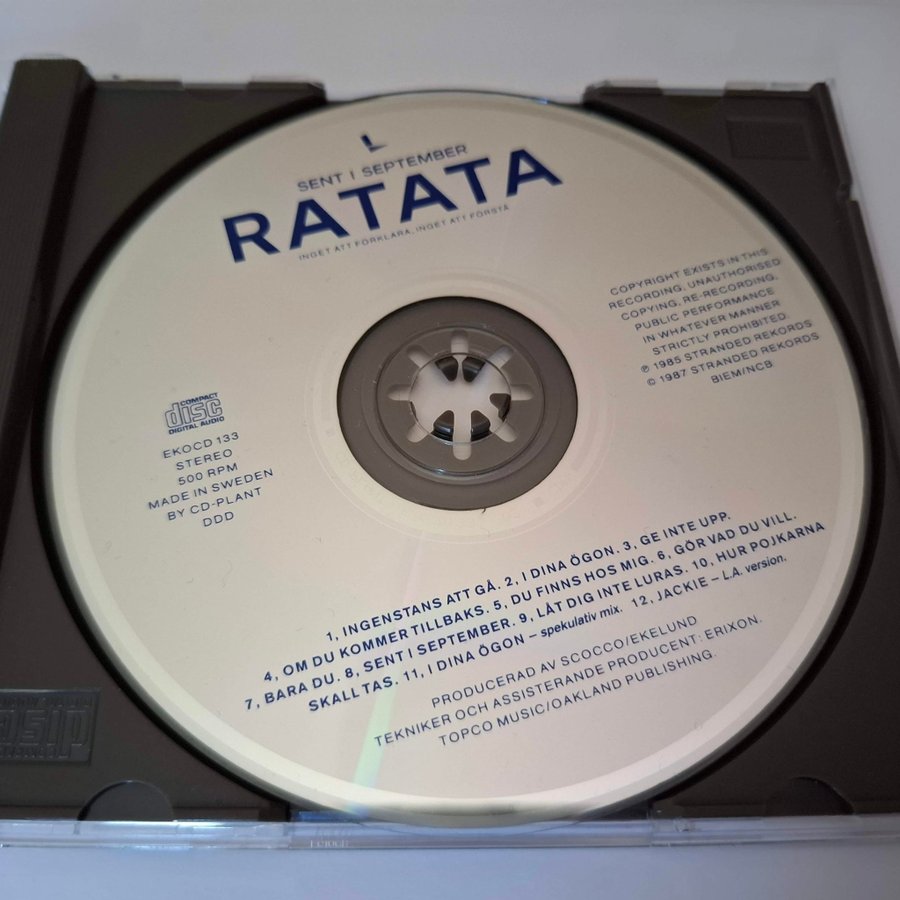 SENT I SEPTEMBER
RATATA
INGET ATT FÖRKLARA, INGET ATT FÖRSTÅ
COPYRIGHT EXISTS IN THIS
RECORDING, UNAUTHORISED
COPYING, RE-RECORDING,
PUBLIC PERFORMANCE
IN WHATEVER MANNER
STRICTLY PROHIBITED.
℗ 1985 STRANDED REKORDS
© 1987 STRANDED REKORDS
BIEM/NCB
COMPACT
disc
DIGITAL AUDIO
EKOCD 133
STEREO
500 RPM
MADE IN SWEDEN
BY CD-PLANT
DDD
1, INGENSTANS ATT GÅ. 2, I DINA ÖGON. 3, GE INTE UPP.
4, OM DU KOMMER TILLBAKS. 5, DU FINNS HOS MIG. 6, GÖR VAD DU VILL.
7, BARA DU. 8, SENT I SEPTEMBER. 9, LÅT DIG INTE LURAS. 10, HUR POJKARNA
SKALL TAS. 11, I DINA ÖGON – spekulativ mix. 12, JACKIE – L.A. version.
PRODUCERAD AV SCOCCO/EKELUND
TEKNIKER OCH ASSISTERANDE PRODUCENT: ERIXON.
TOPCO MUSIC/OAKLAND PUBLISHING.